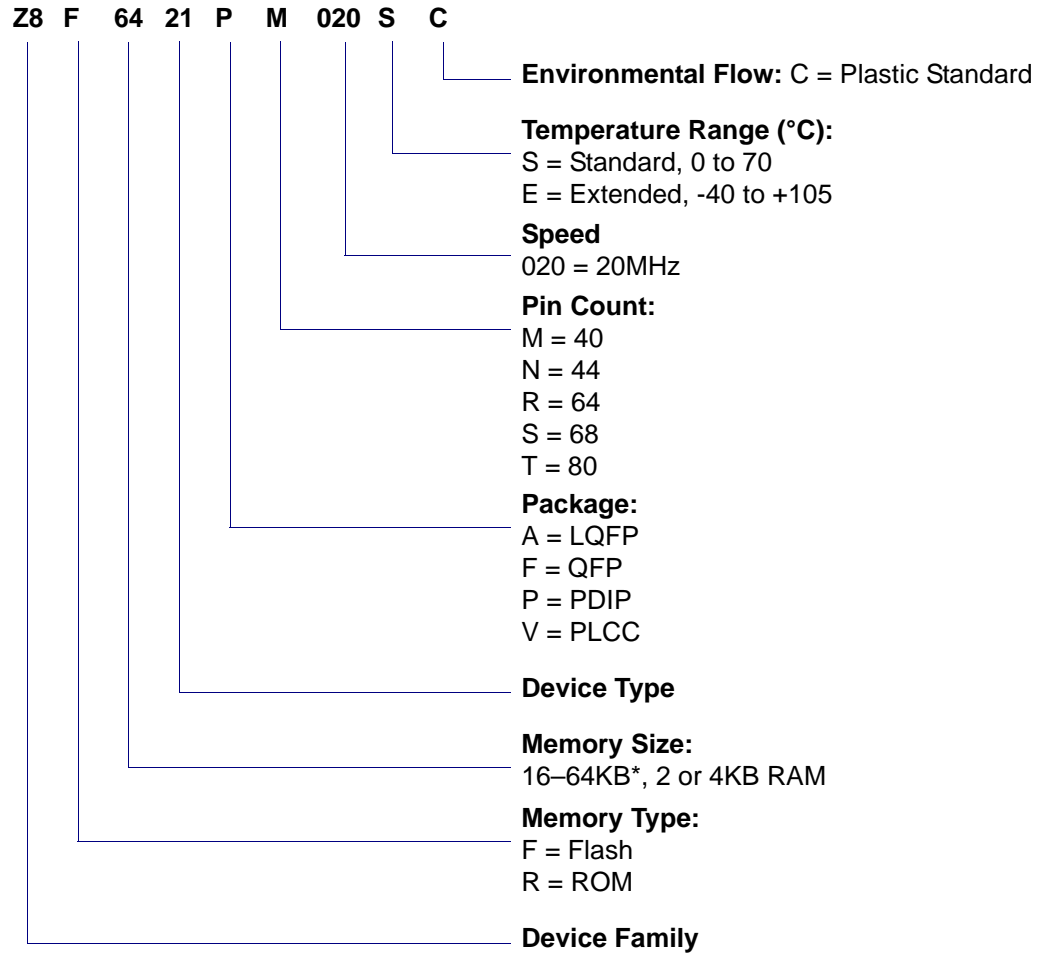 Z8 F 64 21 P M 020 S C
Environmental Flow: C = Plastic Standard
Temperature Range (°C):
S = Standard, 0 to 70
E = Extended, -40 to +105
Speed
020 = 20MHz
Pin Count:
M = 40
N = 44
R = 64
S = 68
T = 80
Package:
A = LQFP
F = QFP
P = PDIP
V = PLCC
Device Type
Memory Size:
16–64KB*, 2 or 4KB RAM
Memory Type:
F = Flash
R = ROM
Device Family